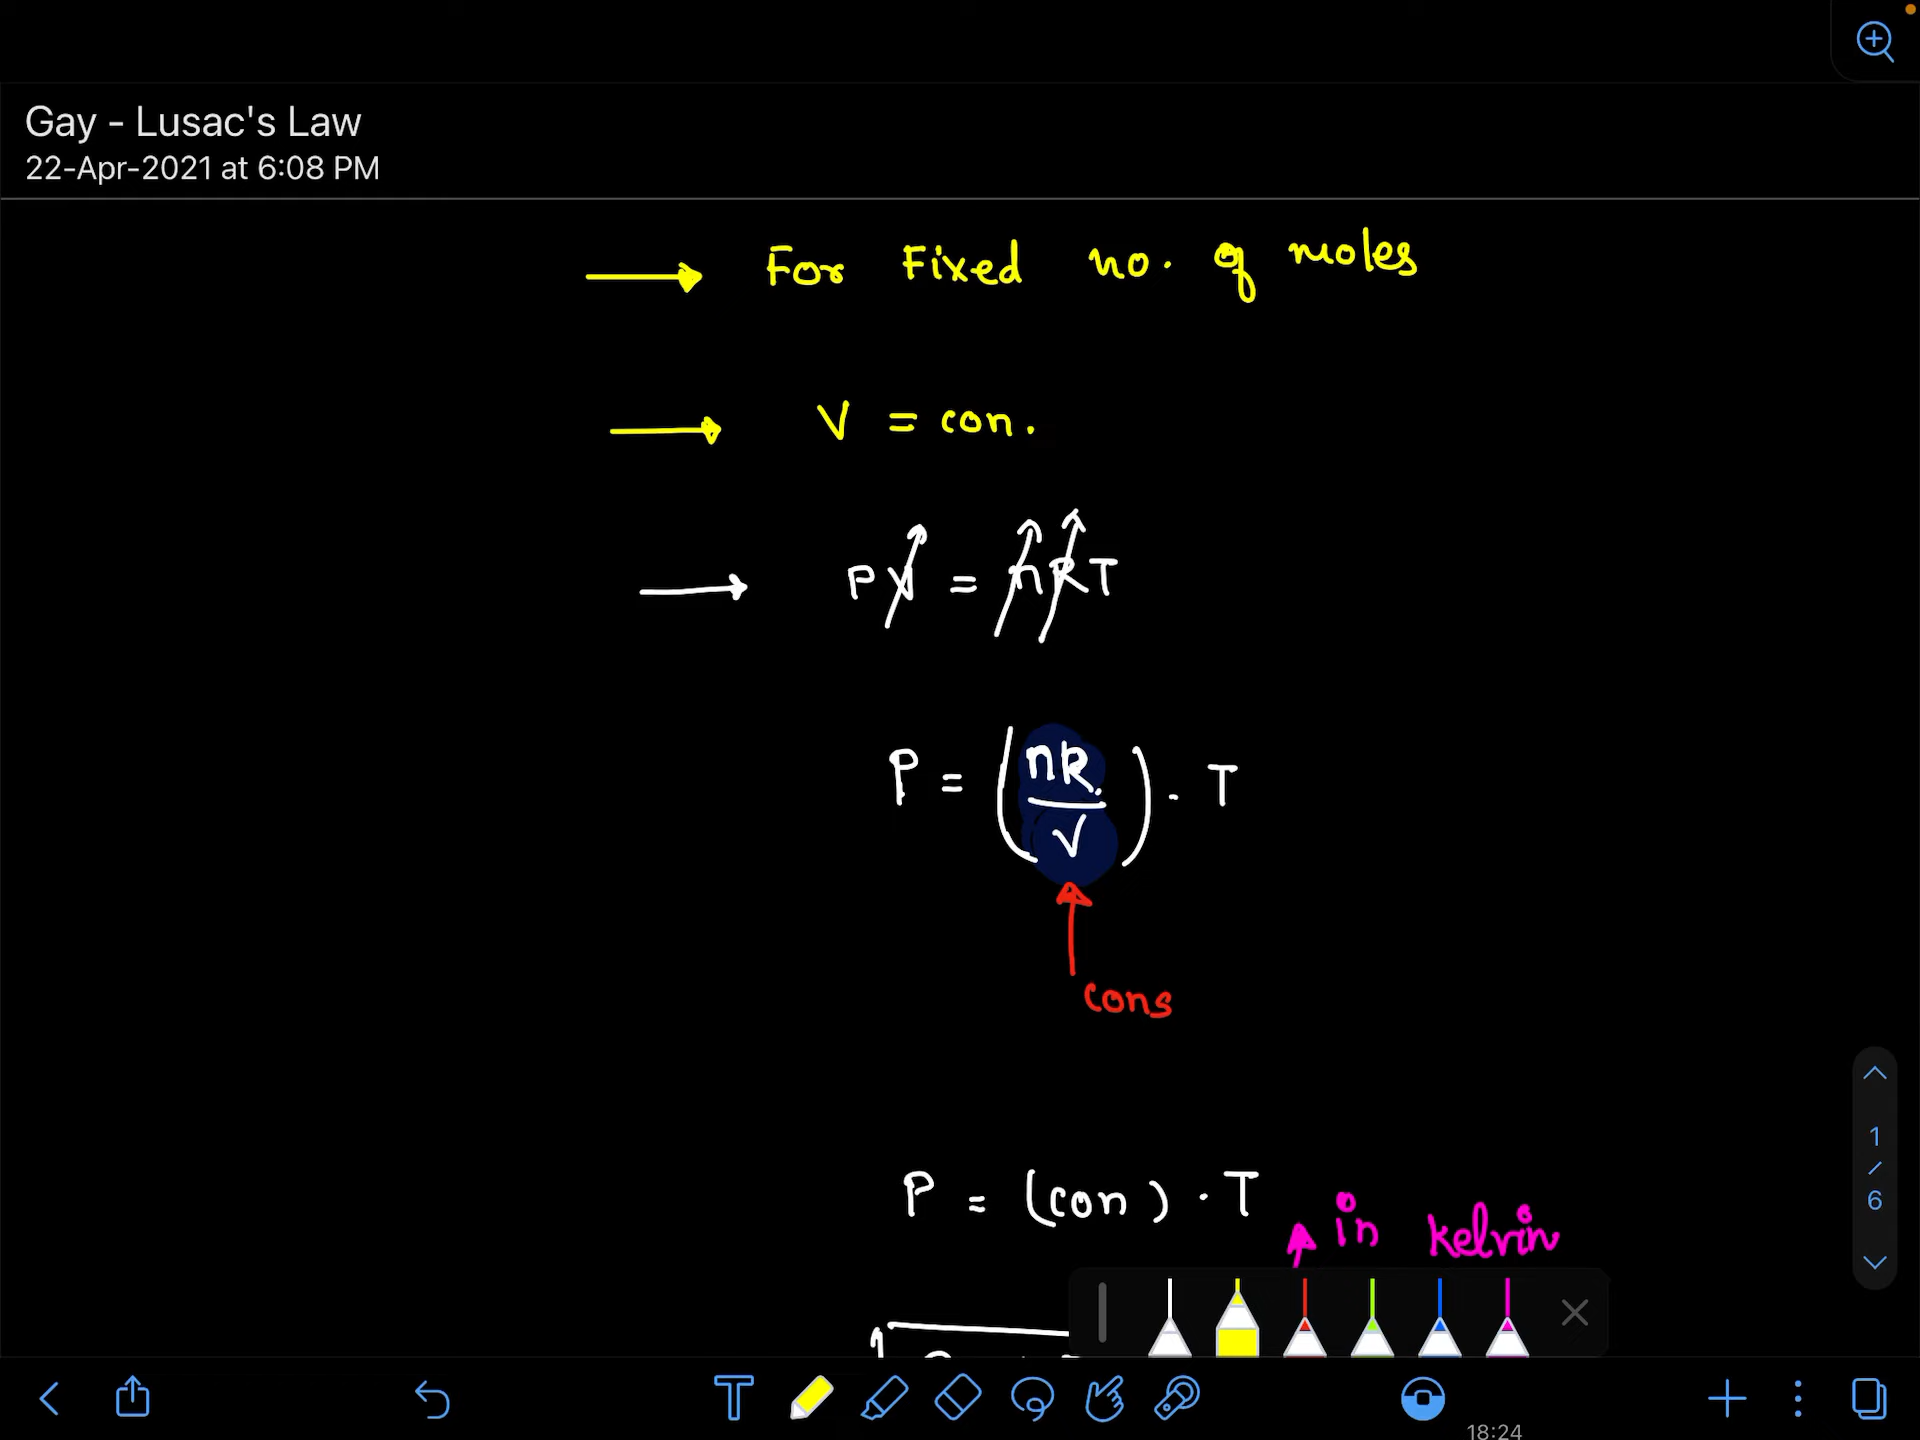 Gay - Lusac's Law
22-Apr-2021 at 6:08 PM
For Fixed no. of moles
V = con.
PV = nRT
P = (nR/V) . T
cons
P = (con) . T
in kelvin
1
/
6
18:24